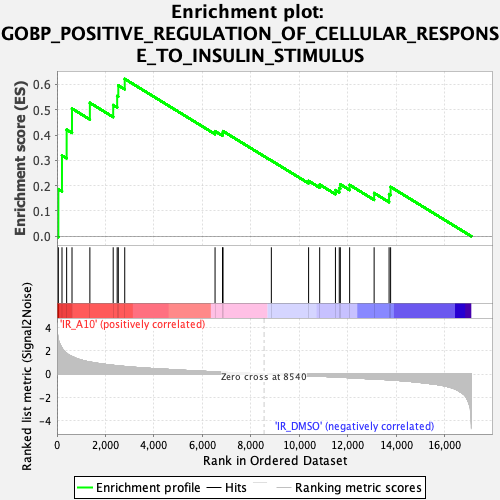 Enrichment plot:
GOBP_POSITIVE_REGULATION_OF_CELLULAR_RESPONS
E_TO_INSULIN_STIMULUS
Enrichment score (ES)
0.6
0.5
0.4
0.3
0.2
0.1
0.0
'IR_A10' (positively correlated)
Ranked list metric (Signal2Noise)
4
2
0
-2
-4
Zero cross at 8540
'IR_DMSO' (negatively correlated)
0 2,000 4,000 6,000 8,000 10,000 12,000 14,000 16,000
Rank in Ordered Dataset
Enrichment profile Hits Ranking metric scores